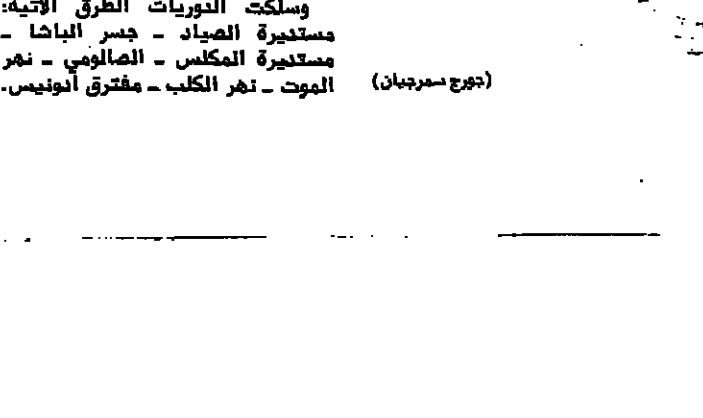 وسلكت الدوريات الطرق الآتية:
مستديرة الصياد - جسر الباشا -
مستديرة المكلس - الصالومي - نهر
الموت - نهر الكلب - مفترق أدونيس.
(جورج سمرجيان)